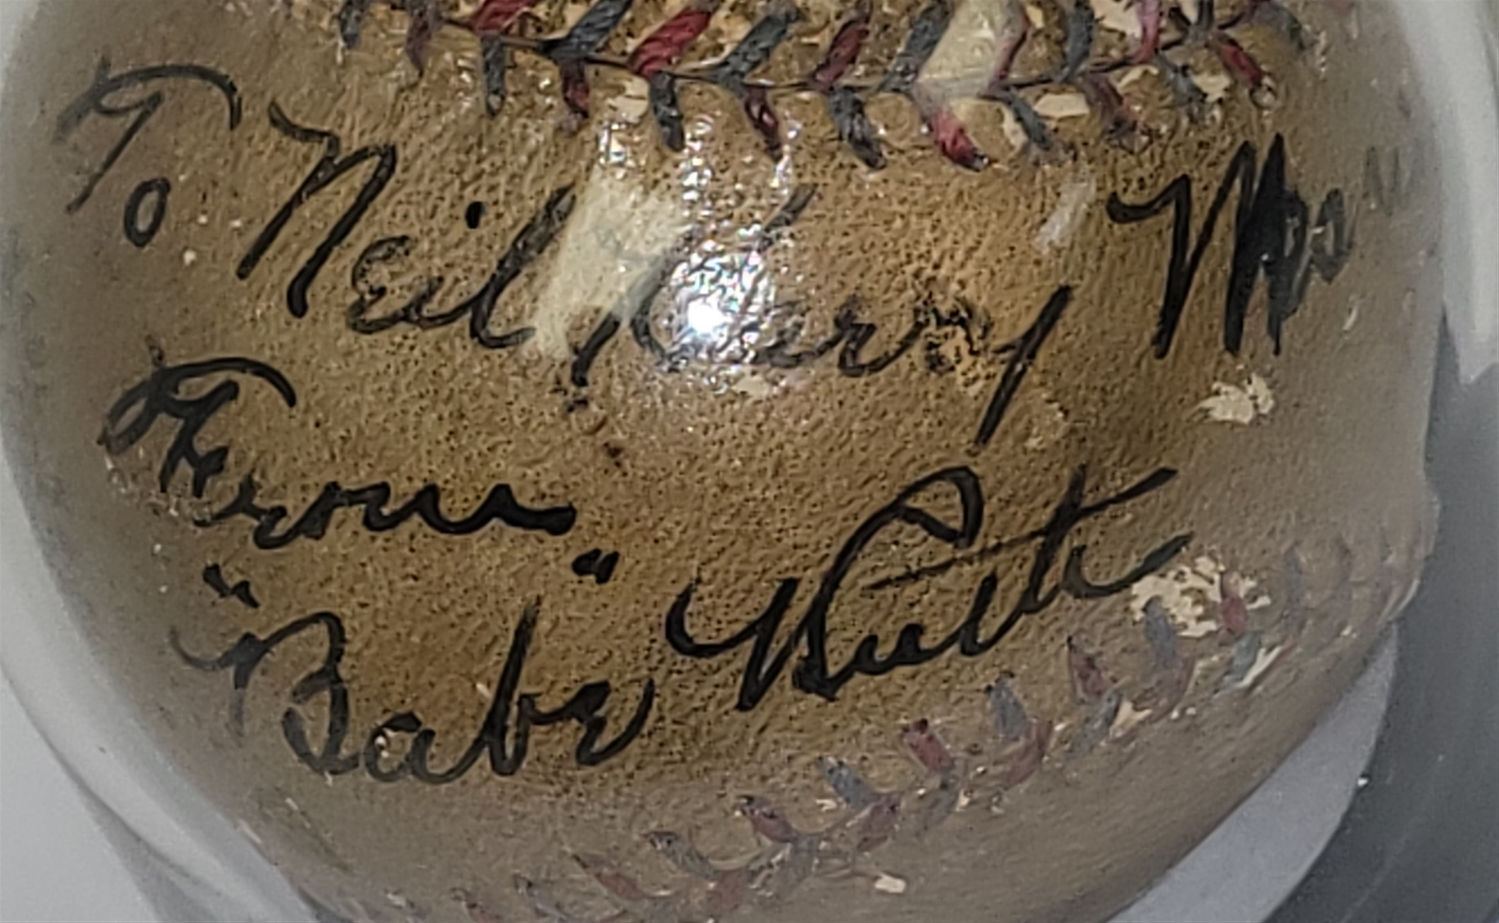 To Neil
From
"Babe" Ruth